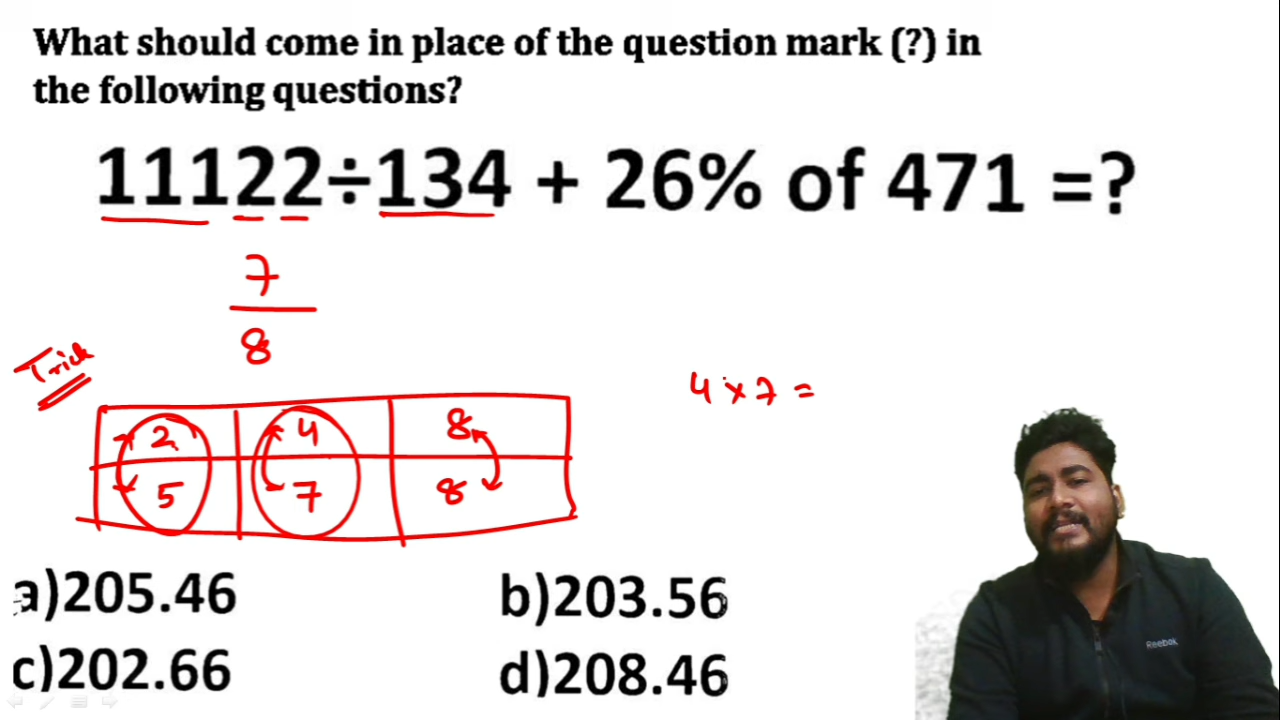 What should come in place of the question mark (?) in
the following questions?
11122÷134 + 26% of 471 =?
7
8
Trick
4 × 7 =
2 4 8
5 7 8
a)205.46 b)203.56
c)202.66 d)208.46
Reebok